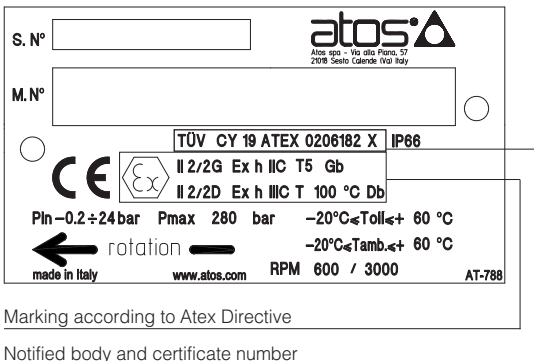 S. Nº
atos
Atos spa - Via alla Piana, 57
21018 Sesto Calende (Va) Italy
M. Nº
TÜV CY 19 ATEX 0206182 X IP66
CE Ex II 2/2G Ex h IIC T5 Gb
II 2/2D Ex h IIIC T 100 °C Db
Pin -0.2÷24 bar Pmax 280 bar -20°C≤Toil≤+ 60 °C
rotation -20°C≤Tamb.≤+ 60 °C
made in Italy www.atos.com RPM 600 / 3000 AT-788
Marking according to Atex Directive
Notified body and certificate number